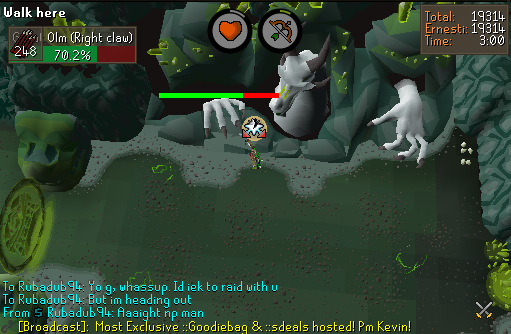 Walk here
Olm (Right claw)
248 70.2%
Total: 19314
Ernesti: 19314
Time: 3:00
To Rubadub94: Yo g, whassup. Id iek to raid with u
To Rubadub94: But im heading out
From S Rubadub94: Aaaight np man
[Broadcast]: Most Exclusive ::Goodiebag & ::sdeals hosted! Pm Kevin!